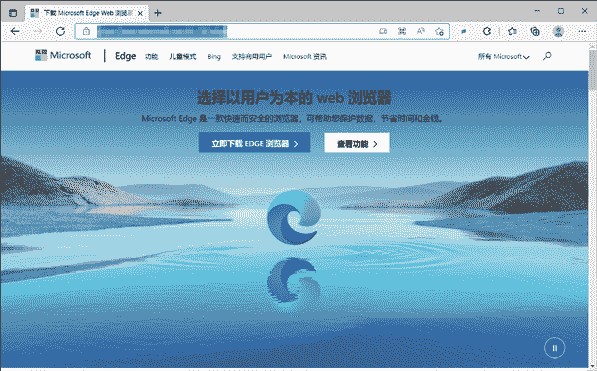 下载 Microsoft Edge Web 浏览
Microsoft Edge 功能 儿童模式 Bing 支持商用用户 Microsoft 资讯 所有 Microsoft
选择以用户为本的 web 浏览器
Microsoft Edge 是一款快速而安全的浏览器，可帮助您保护数据、节省时间和金钱。
立即下载 EDGE 浏览器 查看功能